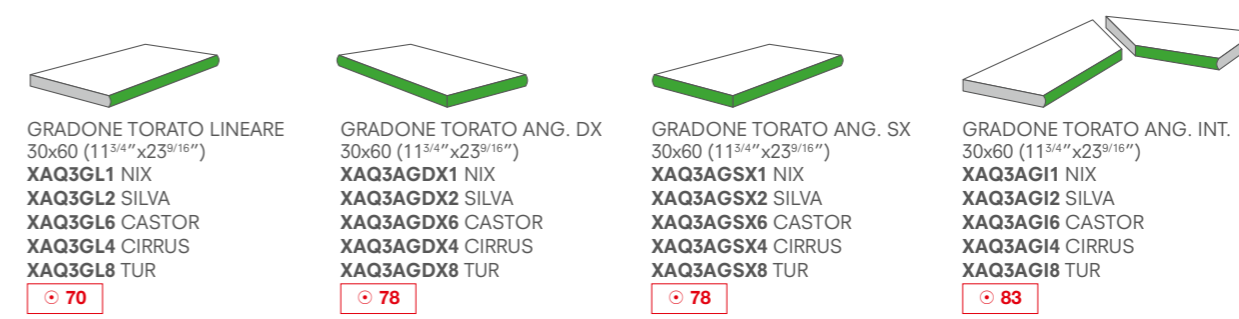 GRADONE TORATO LINEARE
30x60 (113/4”x239/16”)
XAQ3GL1 NIX
XAQ3GL2 SILVA
XAQ3GL6 CASTOR
XAQ3GL4 CIRRUS
XAQ3GL8 TUR
☉ 70
GRADONE TORATO ANG. DX
30x60 (113/4”x239/16”)
XAQ3AGDX1 NIX
XAQ3AGDX2 SILVA
XAQ3AGDX6 CASTOR
XAQ3AGDX4 CIRRUS
XAQ3AGDX8 TUR
☉ 78
GRADONE TORATO ANG. SX
30x60 (113/4”x239/16”)
XAQ3AGSX1 NIX
XAQ3AGSX2 SILVA
XAQ3AGSX6 CASTOR
XAQ3AGSX4 CIRRUS
XAQ3AGSX8 TUR
☉ 78
GRADONE TORATO ANG. INT.
30x60 (113/4”x239/16”)
XAQ3AGI1 NIX
XAQ3AGI2 SILVA
XAQ3AGI6 CASTOR
XAQ3AGI4 CIRRUS
XAQ3AGI8 TUR
☉ 83